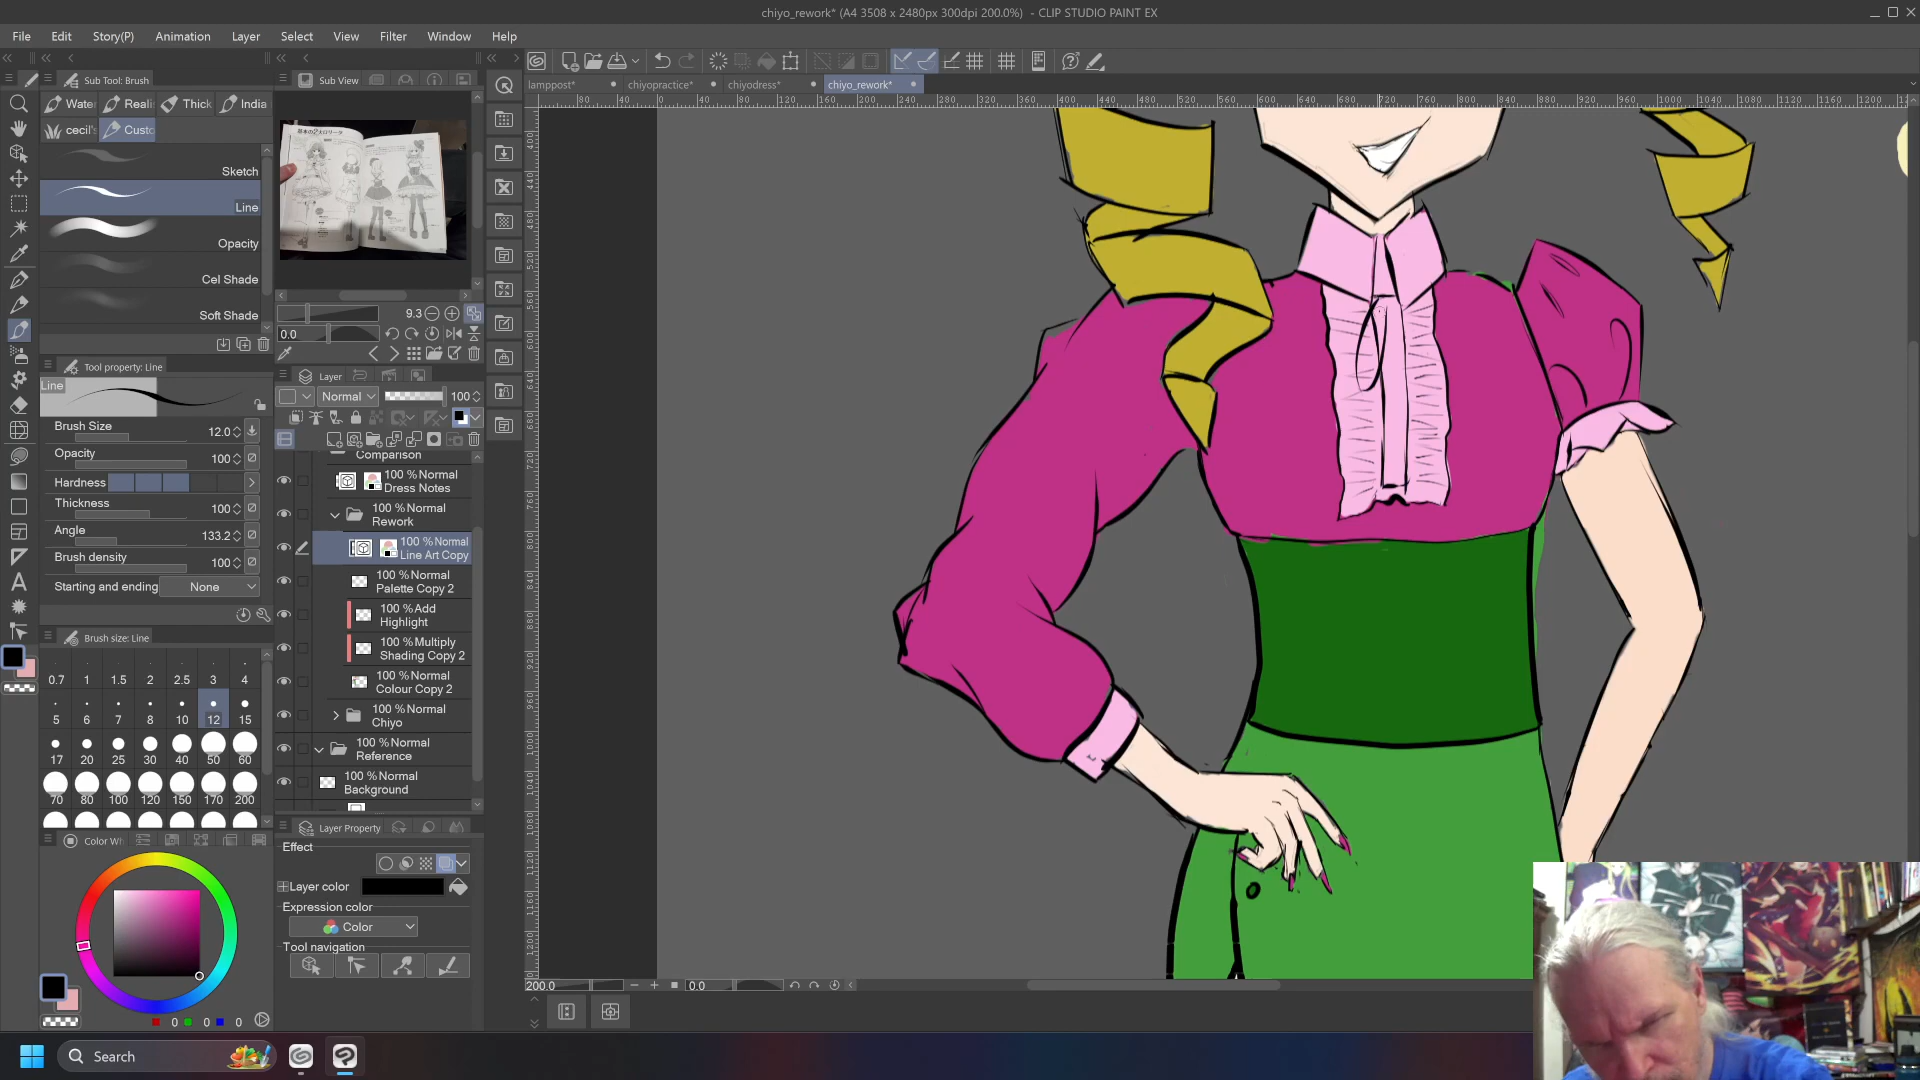 chiyo_rework* (A4 3508 x 2480px 300dpi 200.0%) - CLIP STUDIO PAINT EX
File Edit Story(P) Animation Layer Select View Filter Window Help
Sub Tool: Brush
Sub View
lamppost*
chiyopractice*
chiyodress*
chiyo_rework*
Water
Reali
Thick
India
cecil's
Custo
Sketch
Line
Opacity
Cel Shade
Soft Shade
9.3
0.0
Tool property: Line
Line
Brush Size 12.0
Opacity 100
Hardness
Thickness 100
Angle 133.2
Brush density 100
Starting and ending None
Brush size: Line
0.7 1 1.5 2 2.5 3 4
5 6 7 8 10 12 15
17 20 25 30 40 50 60
70 80 100 120 150 170 200
Color Wh
0 0 0
Layer
Normal 100
Comparison
100 %Normal
Dress Notes
100 %Normal
Rework
100 %Normal
Line Art Copy
100 %Normal
Palette Copy 2
100 %Add
Highlight
100 %Multiply
Shading Copy 2
100 %Normal
Colour Copy 2
100 %Normal
Chiyo
100 %Normal
Reference
100 %Normal
Background
Layer Property
Effect
Layer color
Expression color
Color
Tool navigation
200.0
0.0
Search